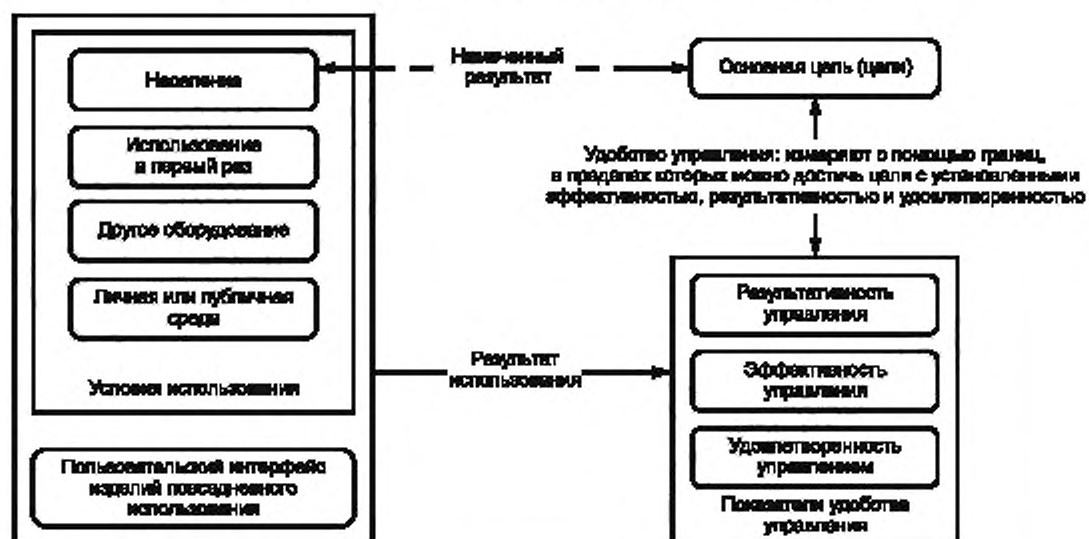 Население
Намеченный
результат
Основная цель (цели)
Использование
в первый раз
Удобство управления: измеряют с помощью границ,
в пределах которых можно достичь цели с установленными
эффективностью, результативностью и удовлетворенностью
Другое оборудование
Личная или публичная
среда
Условия использования
Результат
использования
Результативность
управления
Эффективность
управления
Удовлетворенность
управлением
Показатели удобства
управления
Пользовательский интерфейс
изделий повседневного
использования